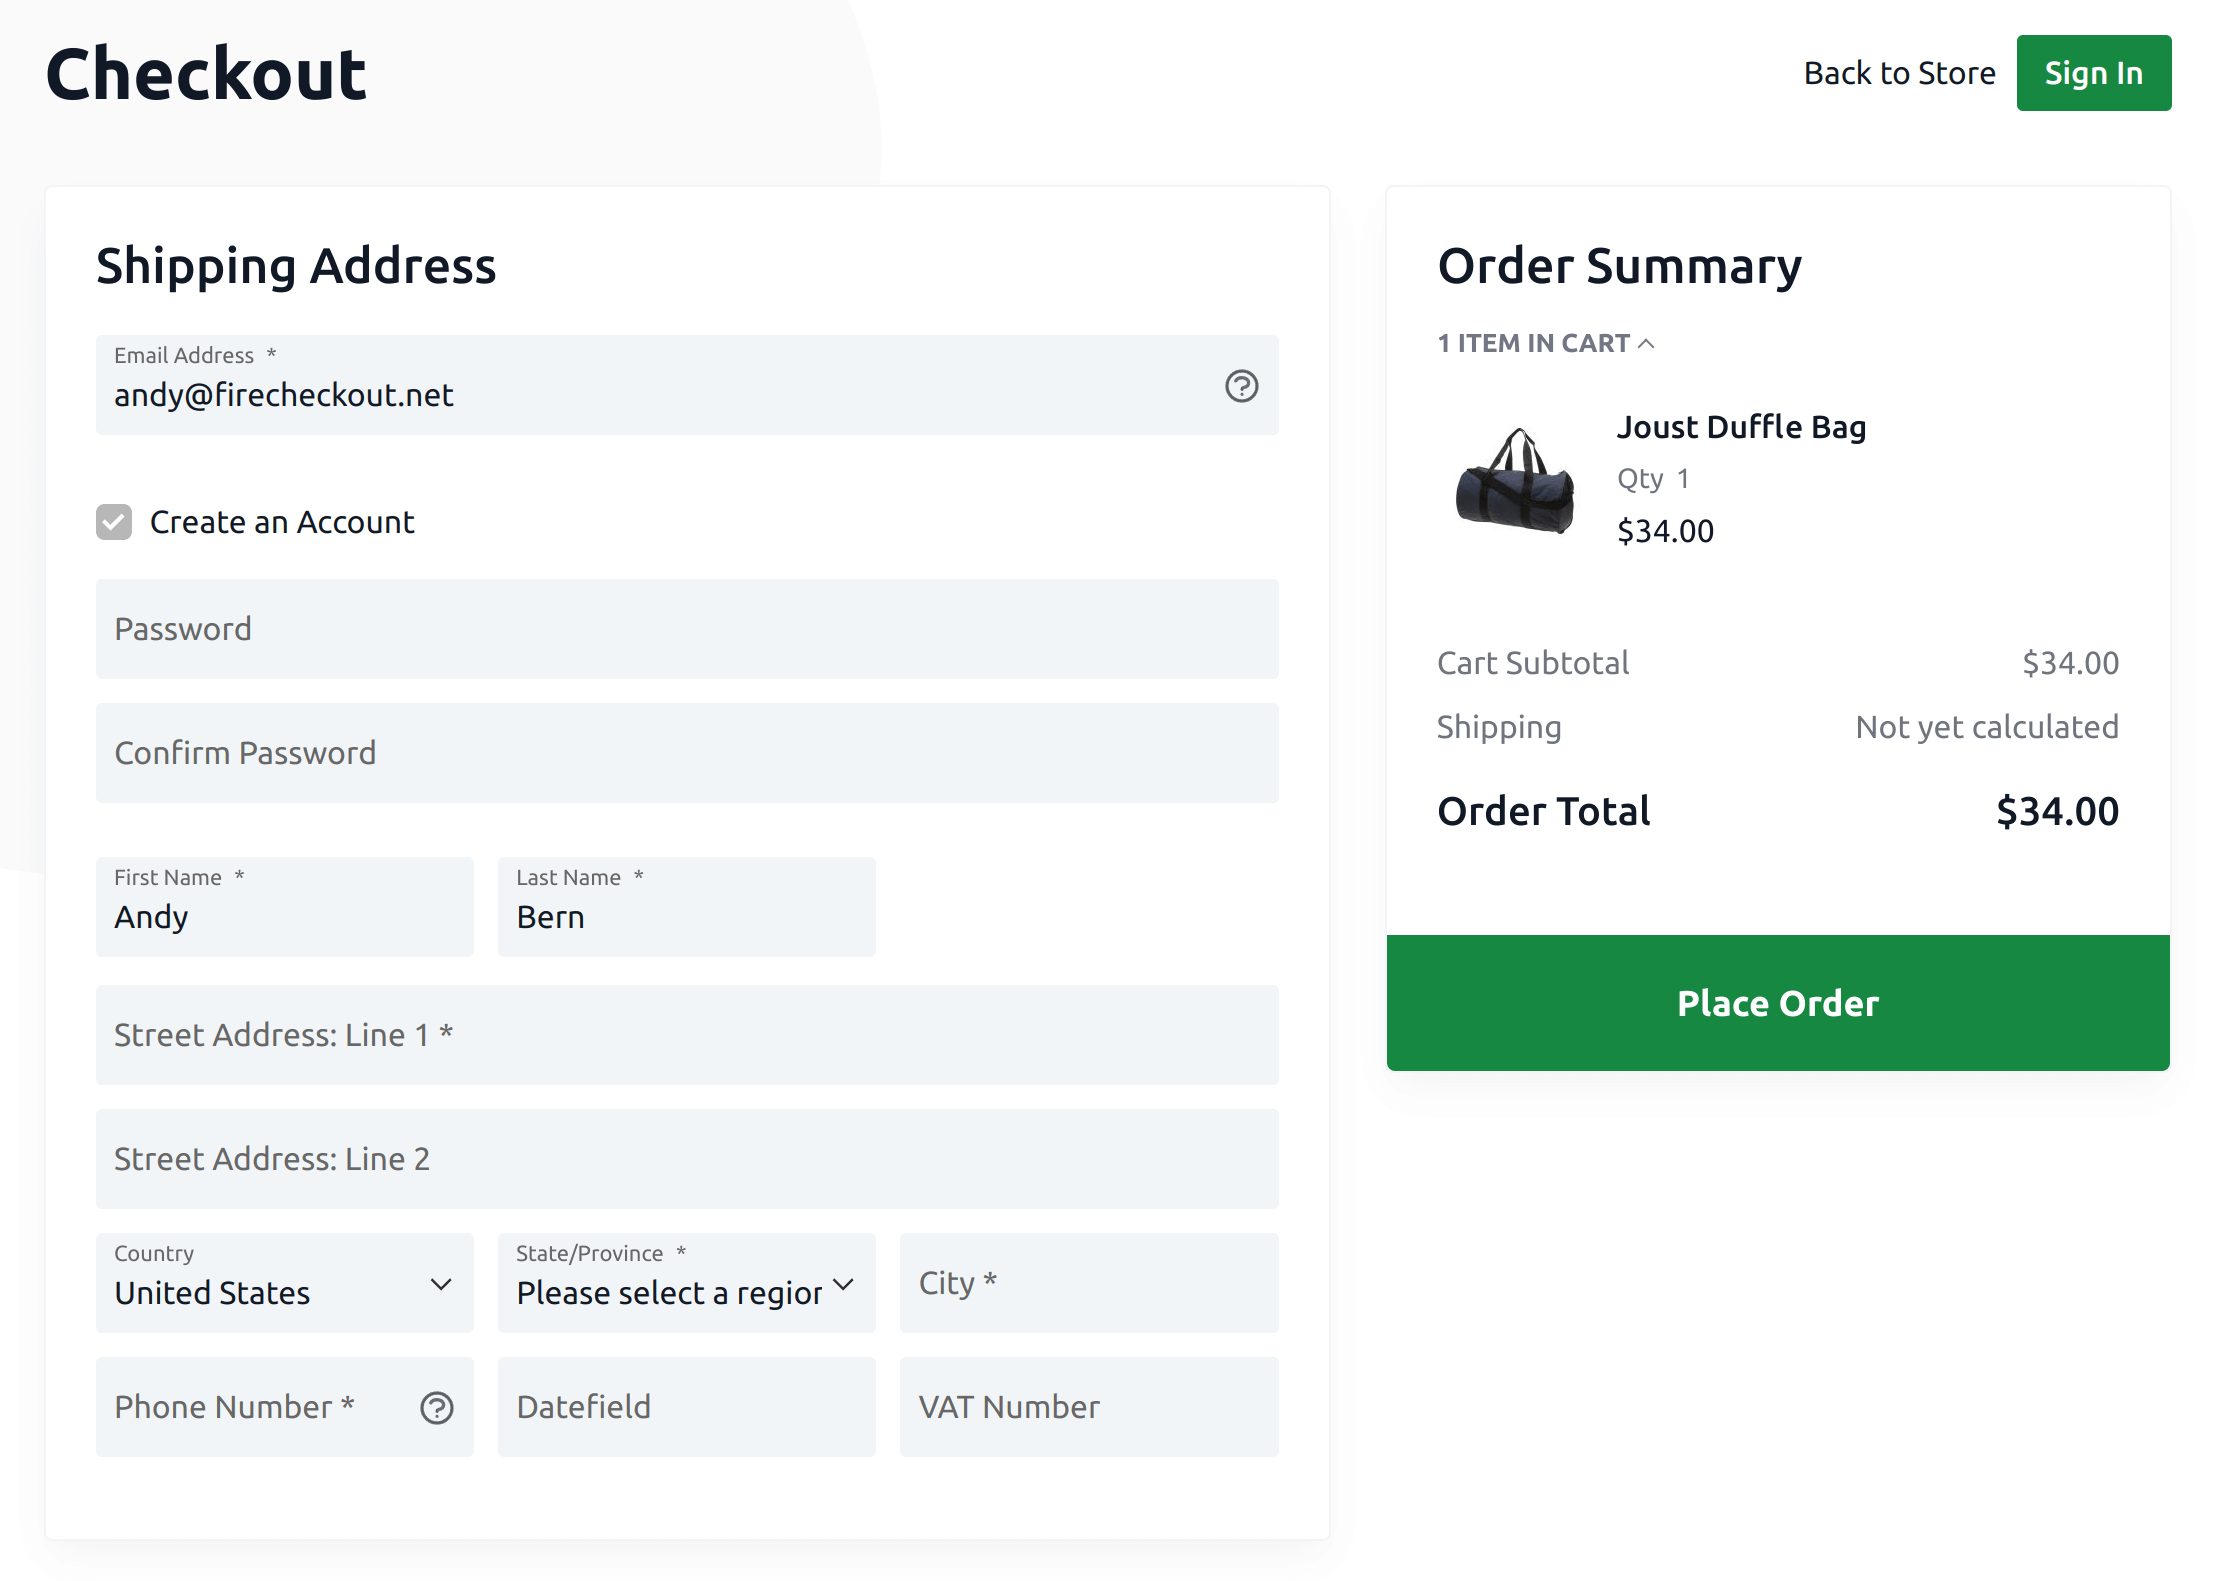 Checkout
Back to Store
Sign In
Shipping Address
Email Address *
andy@firecheckout.net
Create an Account
Password
Confirm Password
First Name *
Andy
Last Name *
Bern
Street Address: Line 1 *
Street Address: Line 2
Country
United States
State/Province *
Please select a region
City *
Phone Number *
Datefield
VAT Number
Order Summary
1 ITEM IN CART
Joust Duffle Bag
Qty 1
$34.00
Cart Subtotal $34.00
Shipping Not yet calculated
Order Total $34.00
Place Order